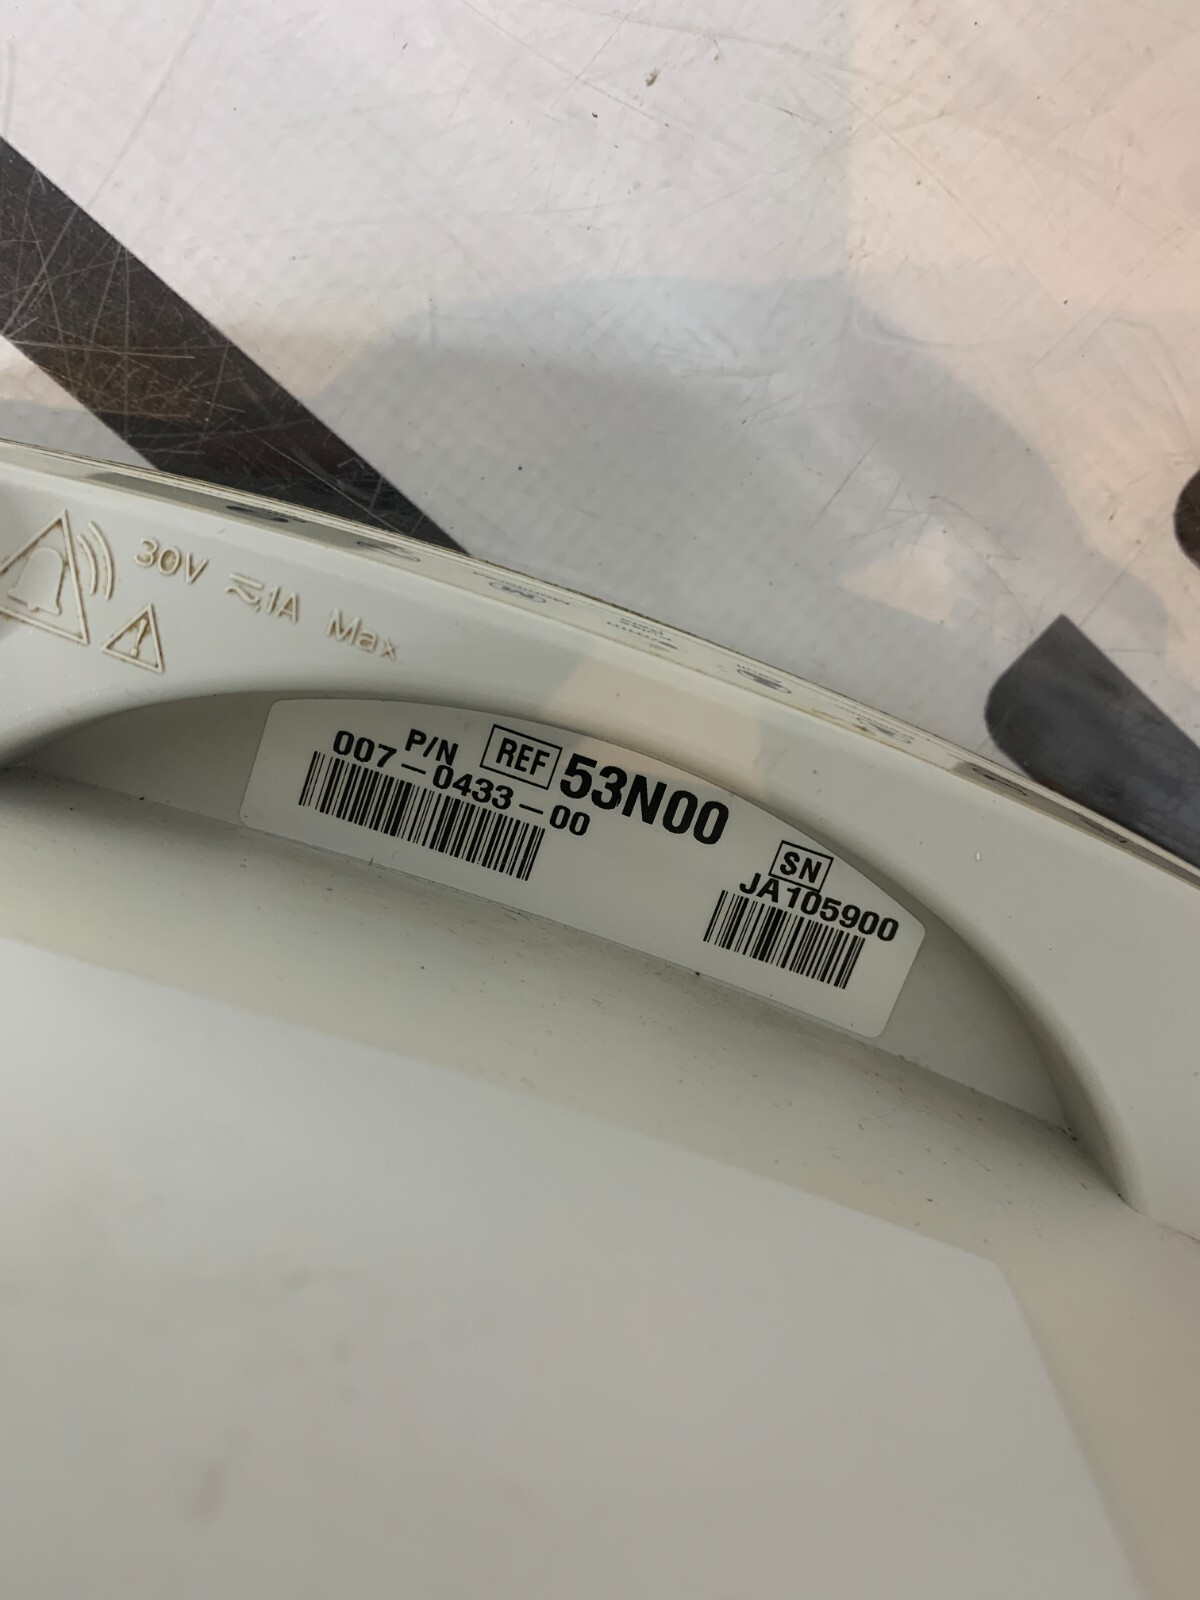 30V ⎓1A Max.
P/N REF 53N00
007-0433-00
SN
JA105900